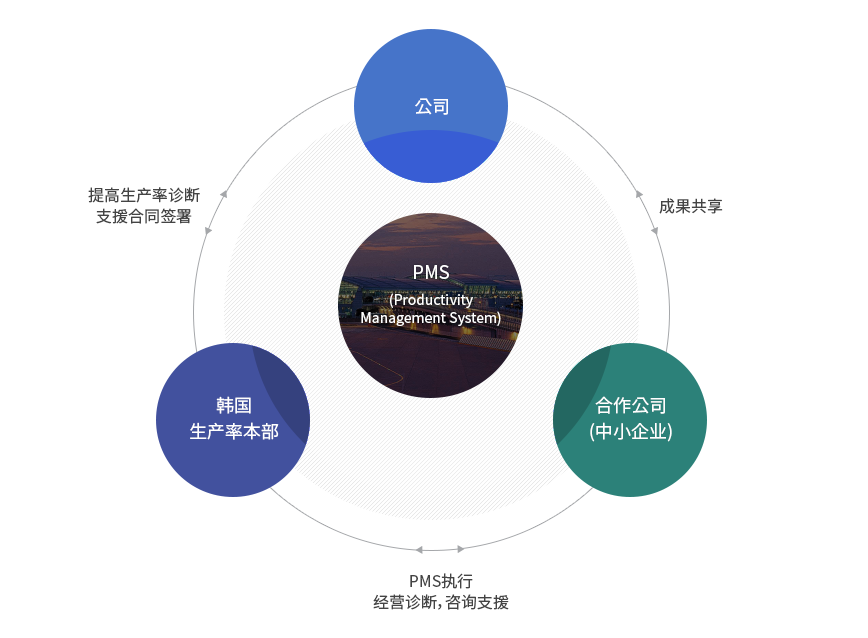 公司
提高生产率诊断
支援合同签署
成果共享
PMS
(Productivity
Management System)
韩国
生产率本部
合作公司
(中小企业)
PMS执行
经营诊断, 咨询支援